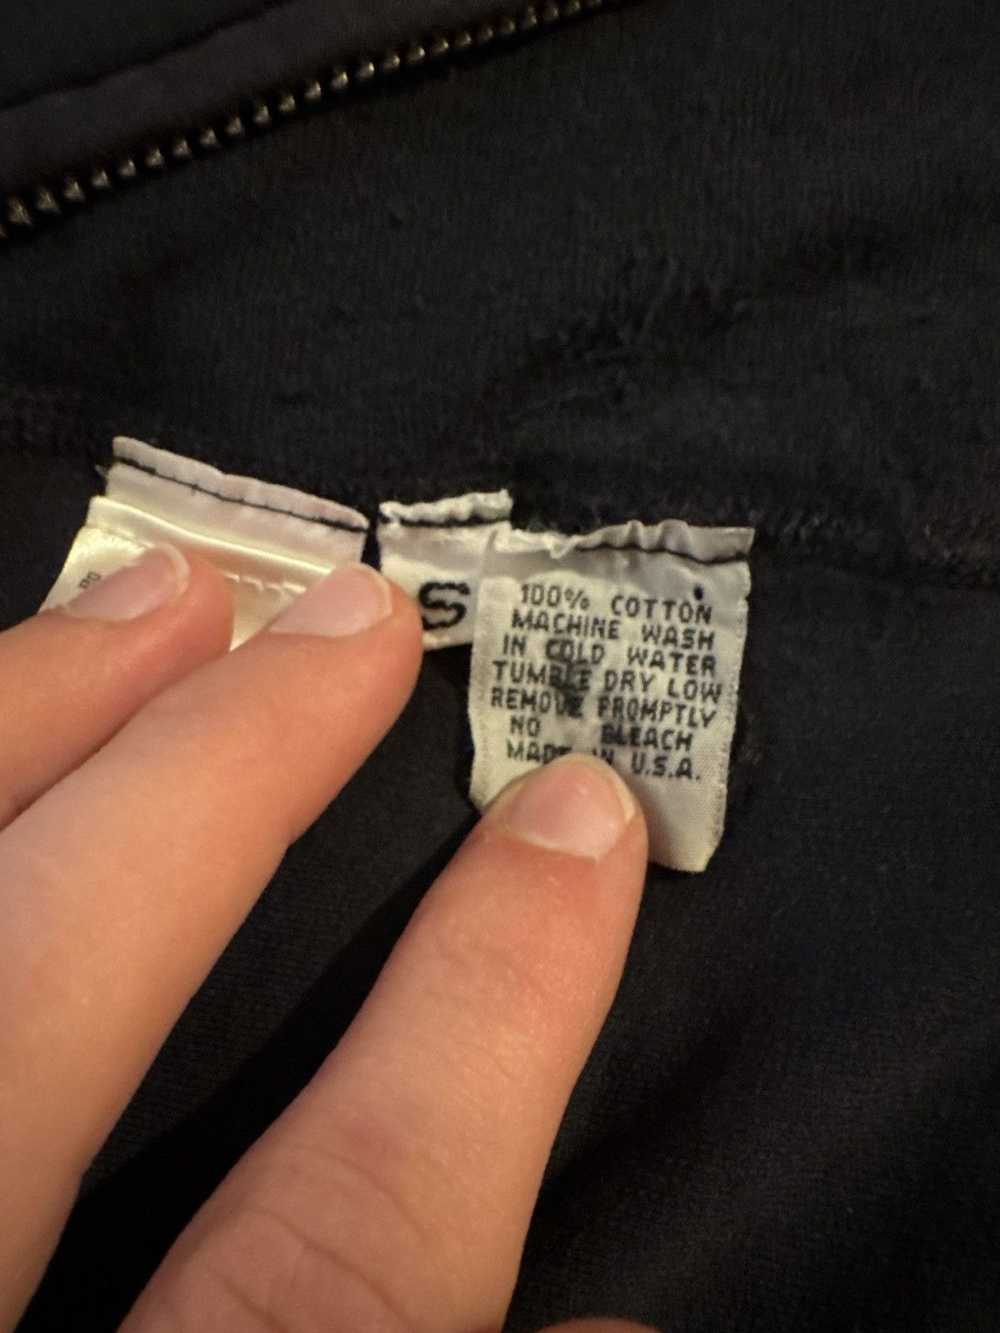 S
100% COTTON
MACHINE WASH
IN COLD WATER
TUMBLE DRY LOW
REMOVE PROMPTLY
NO BLEACH
MADE IN U.S.A.